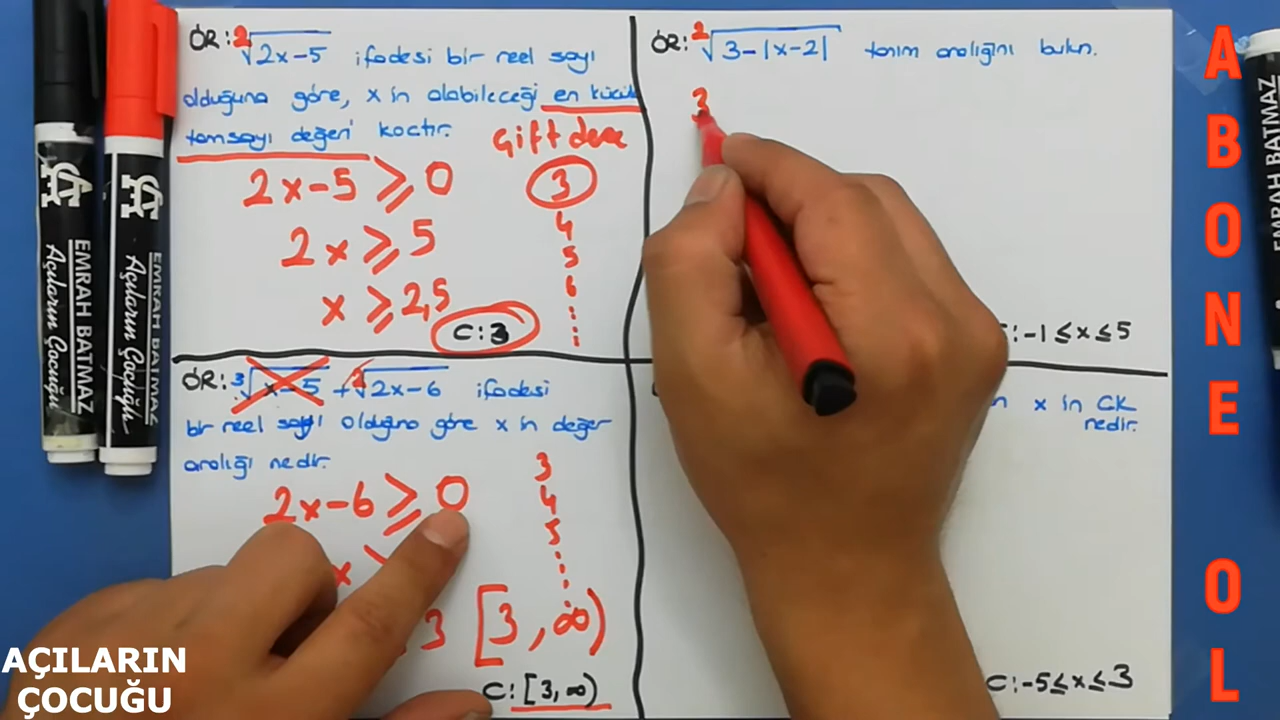 ÖR: 2√2x-5 ifadesi bir reel sayı
olduğuna göre, x in alabileceği en küçük
tamsayı değeri kaçtır.
Çift derece
2x-5 ⩾ 0
2x ⩾ 5
x ⩾ 2,5
3
4
5
6
C:3
ÖR: 2√3-|x-2| tanım aralığını bulun.
3
:-1 ≤ x ≤ 5
ÖR: 3√x-5 + 2√2x-6 ifadesi
bir reel sayı olduğuna göre x in değer
aralığı nedir.
2x-6 ⩾ 0
x
3
3
4
5
[3, ∞)
C: [3, ∞)
x in ÇK
nedir.
C: -5 ≤ x ≤ 3
EMRAH BATMAZ
Açıların Çocuğu
EMRAH BATMAZ
Açıların Çocuğu
EMRAH BATMAZ
ABONE OL
AÇILARIN
ÇOCUĞU